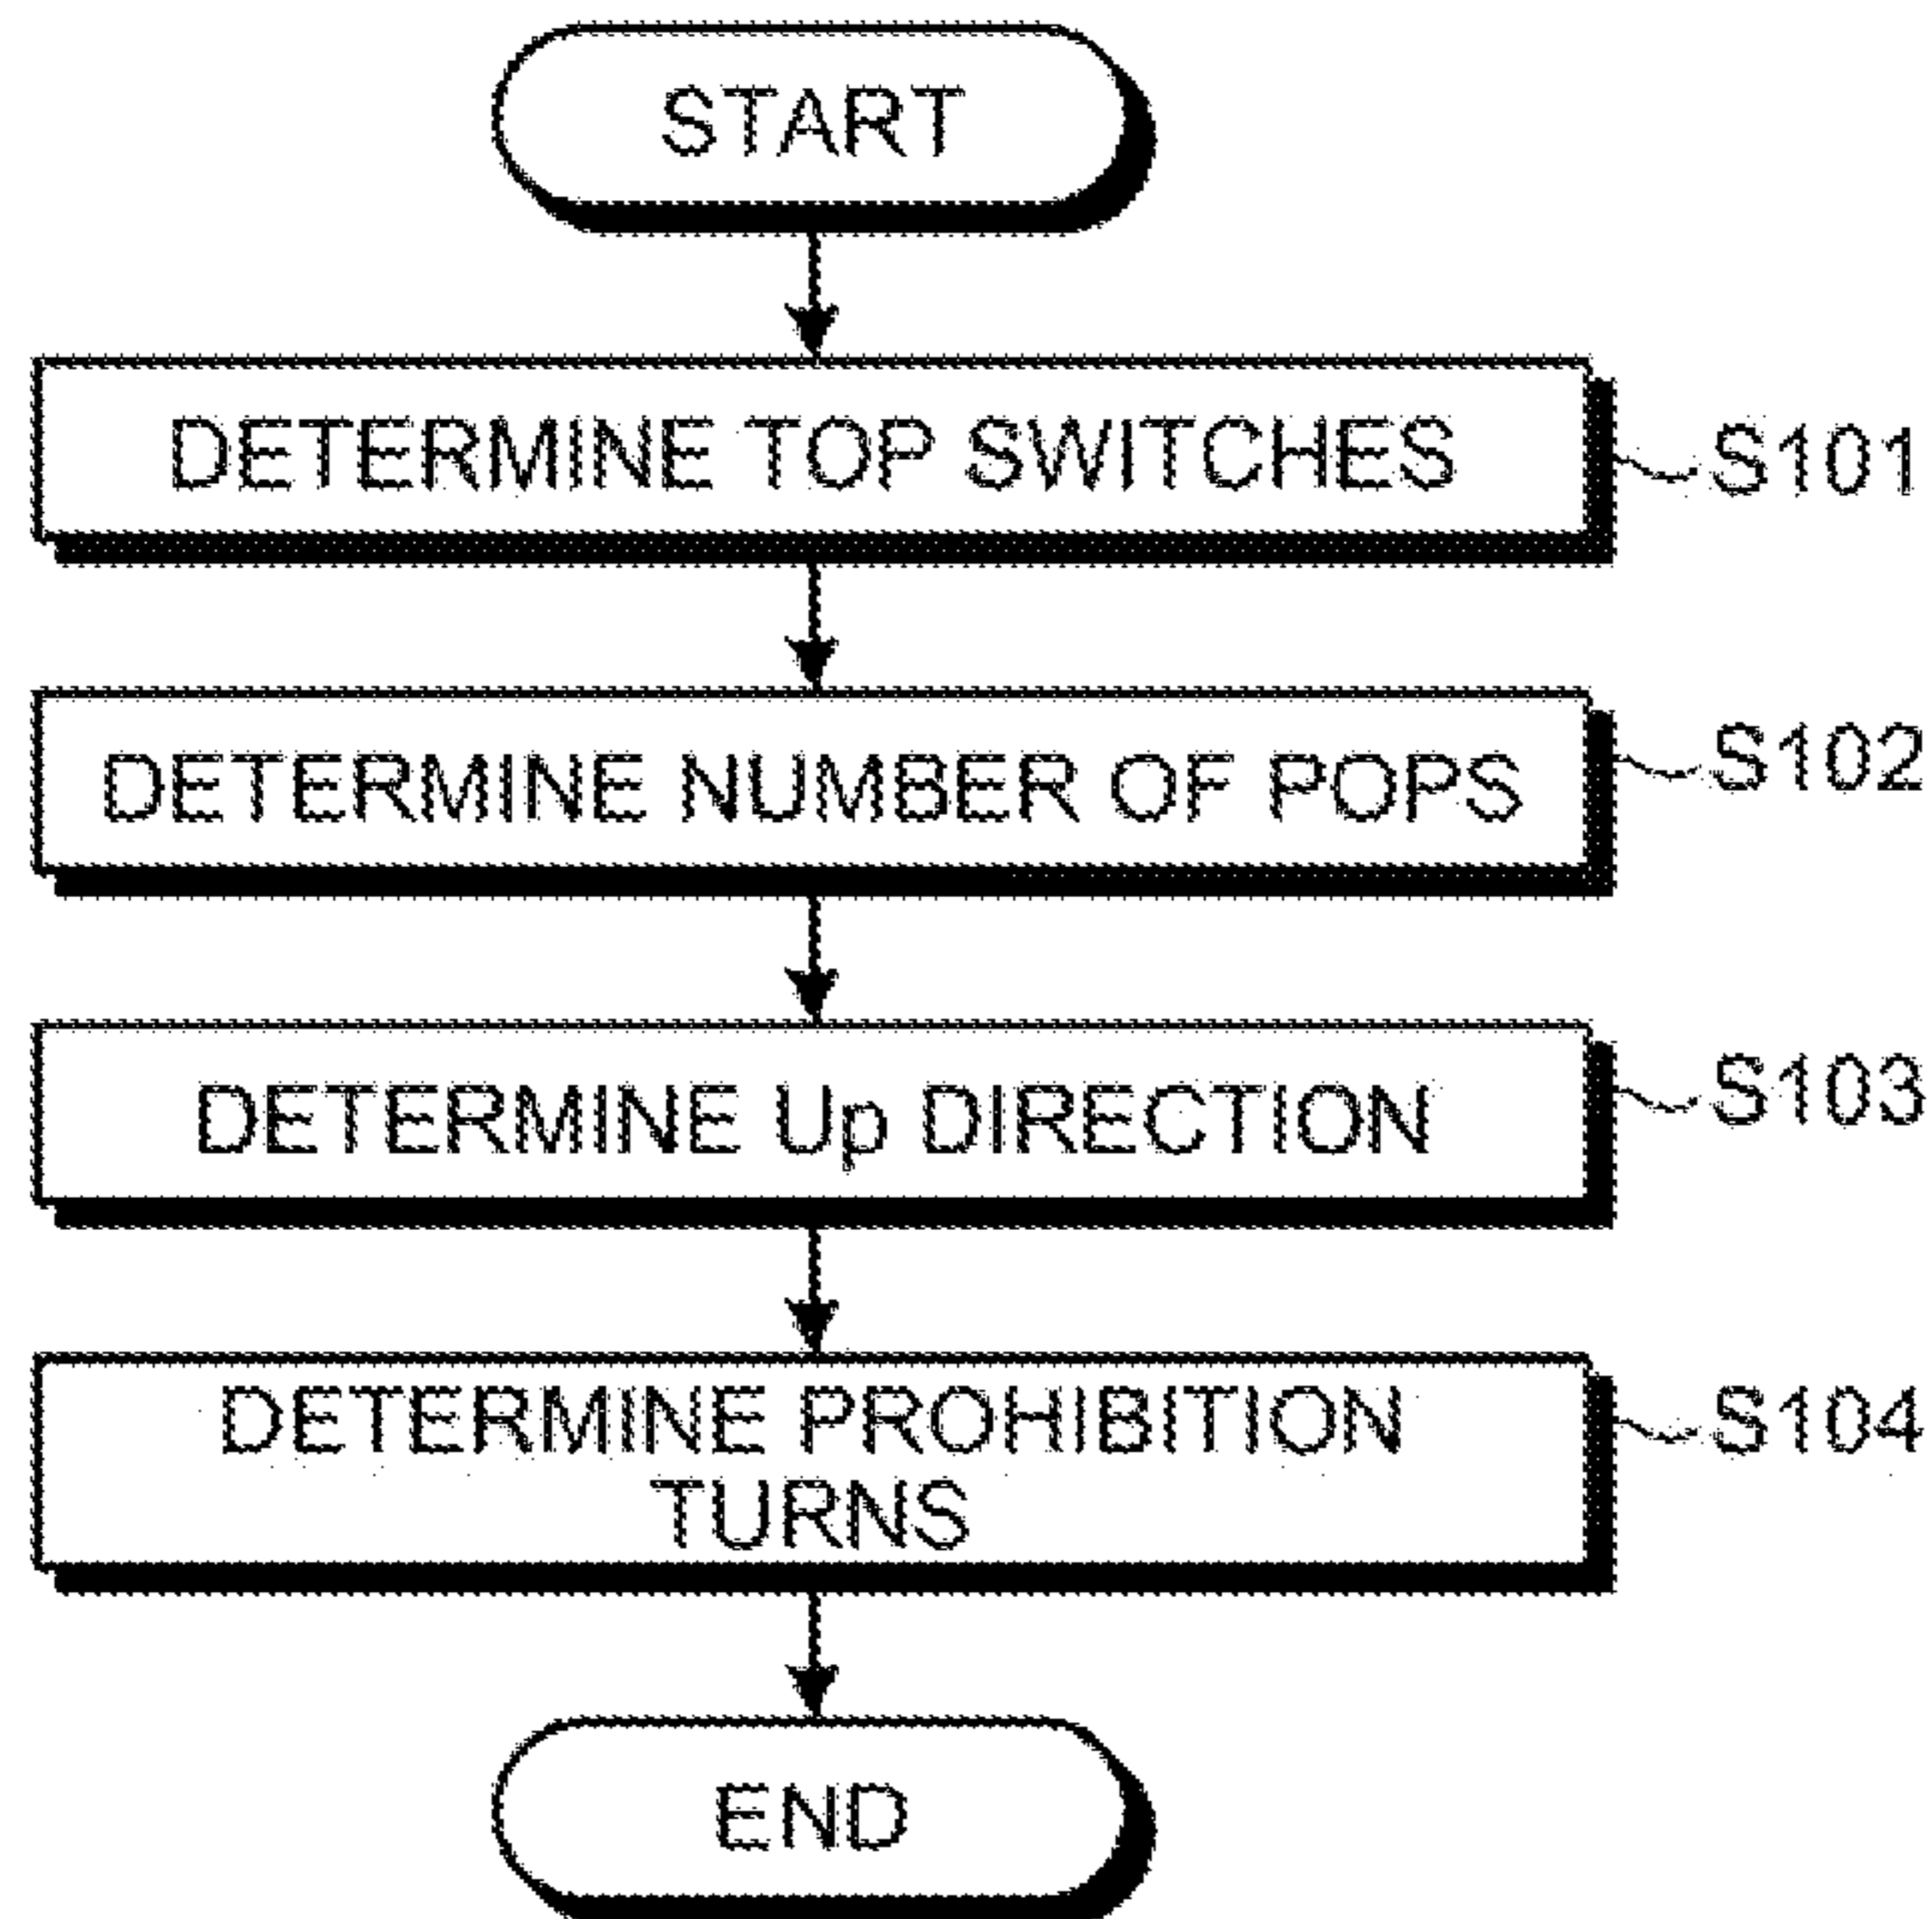 START
DETERMINE TOP SWITCHES
S101
DETERMINE NUMBER OF POPS
S102
DETERMINE Up DIRECTION
S103
DETERMINE PROHIBITION
TURNS
S104
END